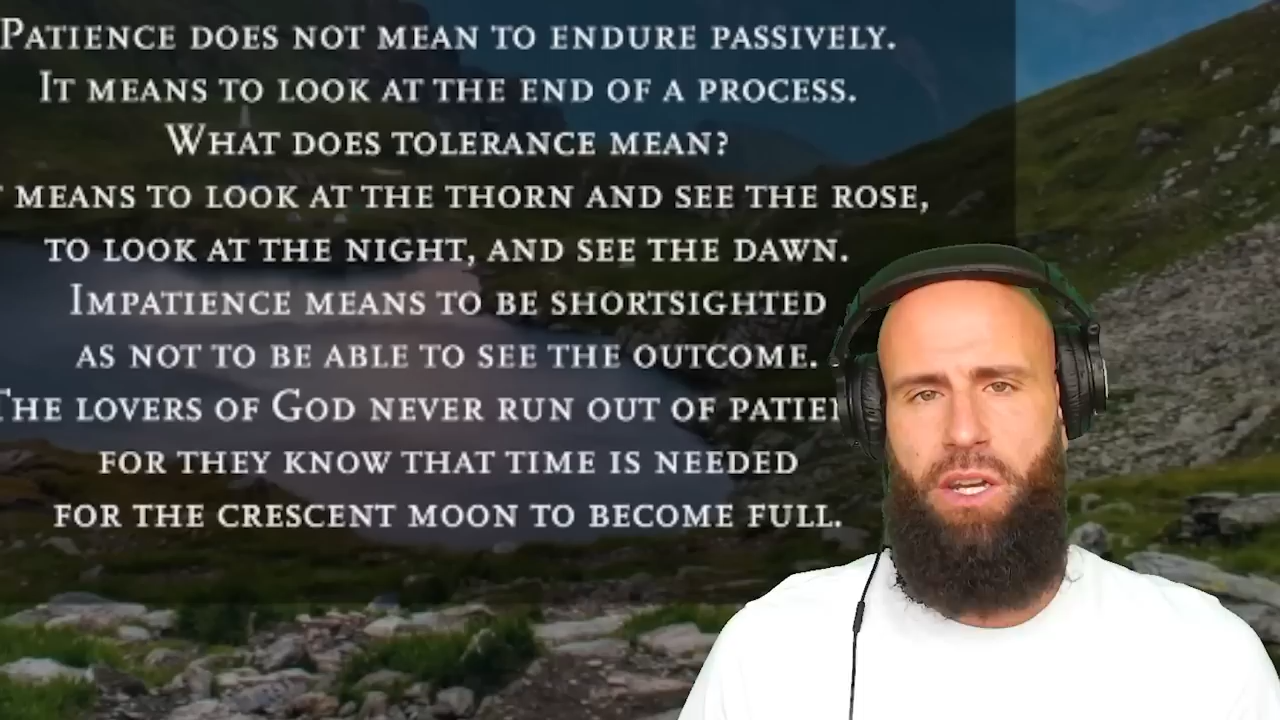 PATIENCE DOES NOT MEAN TO ENDURE PASSIVELY.
IT MEANS TO LOOK AT THE END OF A PROCESS.
WHAT DOES TOLERANCE MEAN?
MEANS TO LOOK AT THE THORN AND SEE THE ROSE,
TO LOOK AT THE NIGHT, AND SEE THE DAWN.
IMPATIENCE MEANS TO BE SHORTSIGHTED
AS NOT TO BE ABLE TO SEE THE OUTCOME.
THE LOVERS OF GOD NEVER RUN OUT OF
FOR THEY KNOW THAT TIME IS NEEDED
FOR THE CRESCENT MOON TO BECOME FULL.